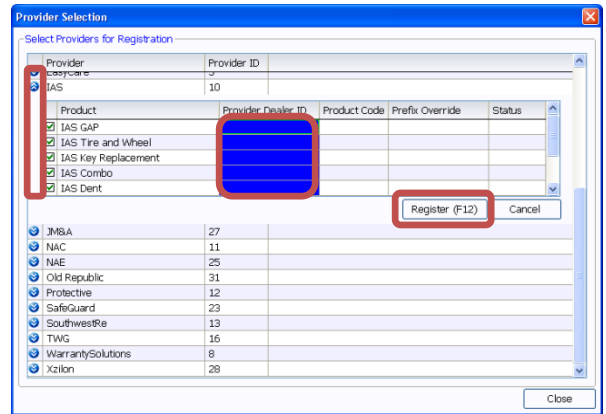 Provider Selection
Select Providers for Registration
Provider Provider ID
EasyCare 5
IAS 10
Product Provider Dealer ID Product Code Prefix Override Status
IAS GAP
IAS Tire and Wheel
IAS Key Replacement
IAS Combo
IAS Dent
Register (F12) Cancel
JM&A 27
NAC 11
NAE 25
Old Republic 31
Protective 12
SafeGuard 23
SouthwestRe 13
TWG 16
WarrantySolutions 8
Xzilon 28
Close